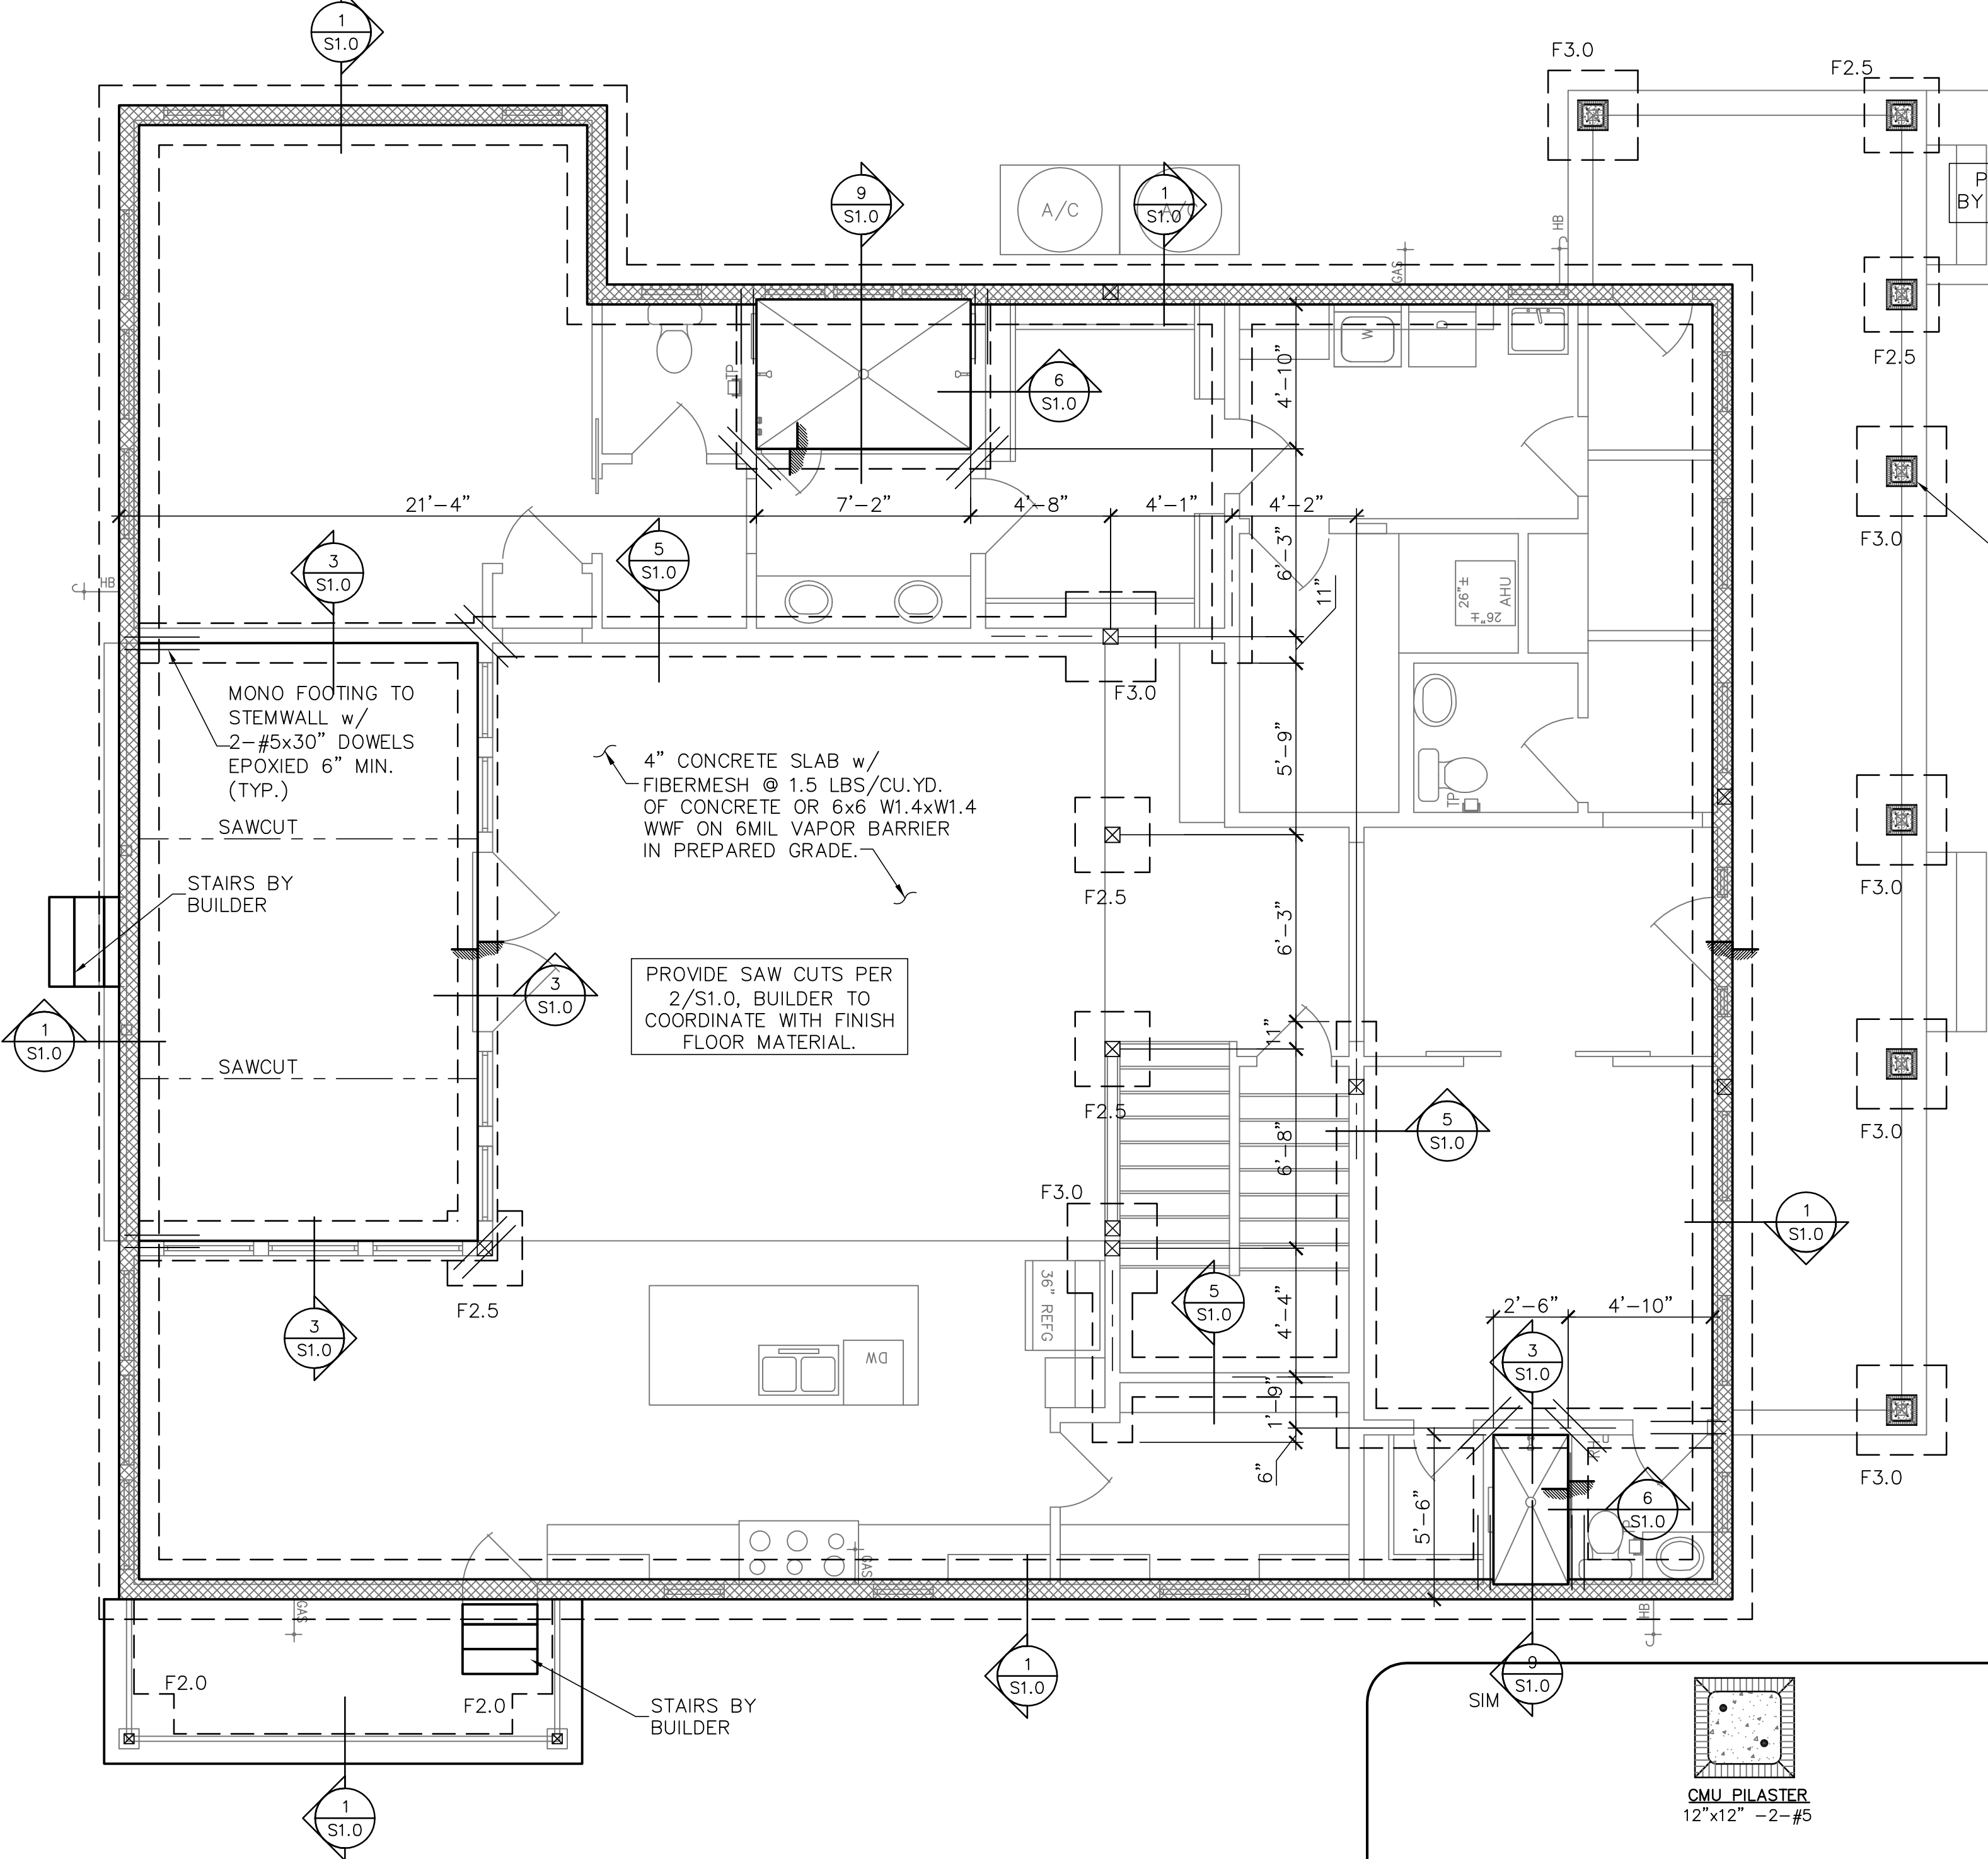 1
S1.0
F3.0
F2.5
9
S1.0
1
S1.0
A/C
A/C
P
BY
HB
GAS
F2.5
W
D
TP
4'-10"
6
S1.0
21'-4"
7'-2"
4'-8"
4'-1"
4'-2"
F3.0
3
S1.0
5
S1.0
6'-3"
11"
26"±
26"±
AHU
HB
F3.0
MONO FOOTING TO
STEMWALL w/
2-#5x30" DOWELS
EPOXIED 6" MIN.
(TYP.)
4" CONCRETE SLAB w/
FIBERMESH @ 1.5 LBS/CU.YD.
OF CONCRETE OR 6x6 W1.4xW1.4
WWF ON 6MIL VAPOR BARRIER
IN PREPARED GRADE.
5'-9"
TP
SAWCUT
STAIRS BY
BUILDER
F2.5
F3.0
6'-3"
3
S1.0
PROVIDE SAW CUTS PER
2/S1.0, BUILDER TO
COORDINATE WITH FINISH
FLOOR MATERIAL.
1
S1.0
11"
SAWCUT
F2.5
5
S1.0
F3.0
6'-8"
F3.0
1
S1.0
36" REFG
5
S1.0
4'-4"
2'-6"
4'-10"
F2.5
3
S1.0
DW
3
S1.0
1'-9"
6"
F3.0
5'-6"
6
S1.0
GAS
GAS
HB
F2.0
F2.0
STAIRS BY
BUILDER
1
S1.0
9
S1.0
SIM
1
S1.0
CMU PILASTER
12"x12" -2-#5